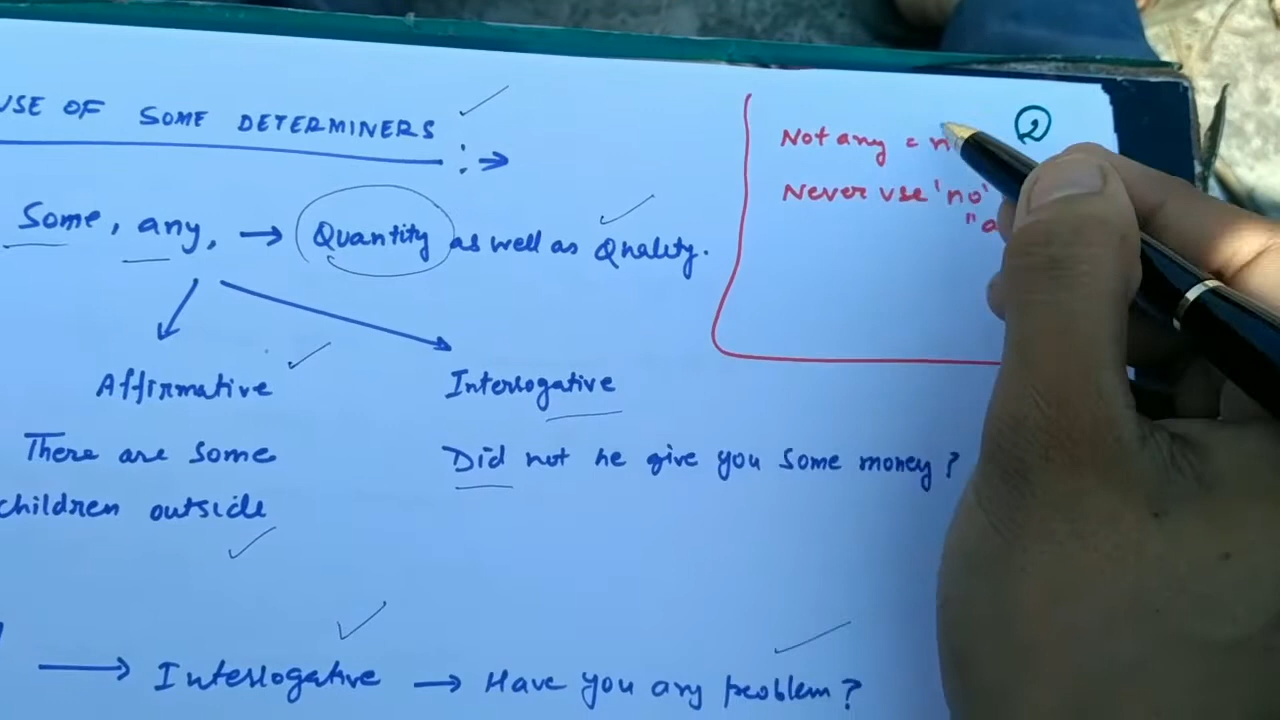 USE OF SOME DETERMINERS :→
Some, any, → Quantity as well as Quality.
Affirmative
There are some
children outside
Interrogative
Did not he give you some money?
→ Interrogative → Have you any problem?
2
Not any =
Never use 'no'